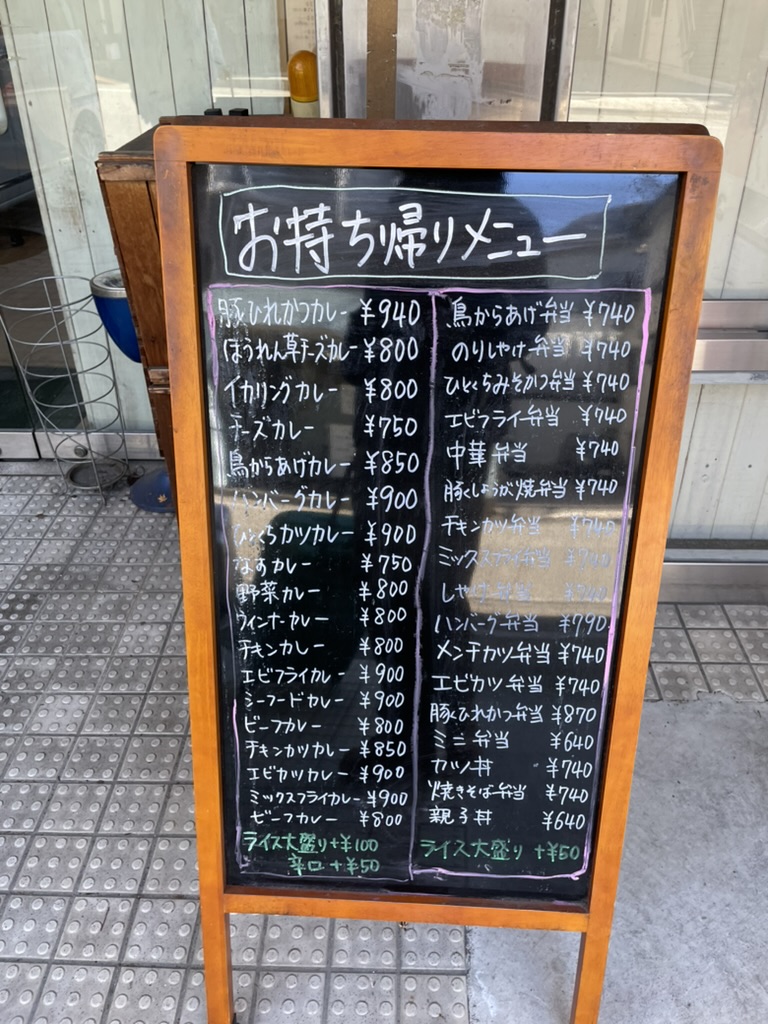 お持ち帰りメニュー
豚ひれかつカレー ¥940
ほうれん草チーズカレー ¥800
イカリングカレー ¥800
チーズカレー ¥750
鳥からあげカレー ¥850
ハンバーグカレー ¥900
ひとくちカツカレー ¥900
なすカレー ¥750
野菜カレー ¥800
ウィンナーカレー ¥800
チキンカレー ¥800
エビフライカレー ¥900
シーフードカレー ¥900
ビーフカレー ¥800
チキンカツカレー ¥850
エビカツカレー ¥900
ミックスフライカレー ¥900
ビーフカレー ¥800
ライス大盛り +¥100
辛口 +¥50
鳥からあげ弁当 ¥740
のりしゃけ弁当 ¥740
ひとくちみそかつ弁当 ¥740
エビフライ弁当 ¥740
中華弁当 ¥740
豚しょうが焼弁当 ¥740
チキンカツ弁当 ¥740
ミックスフライ弁当 ¥740
弁当 ¥740
ハンバーグ弁当 ¥790
メンチカツ弁当 ¥740
エビカツ弁当 ¥740
豚ひれかつ弁当 ¥870
ミニ弁当 ¥640
カツ丼 ¥740
焼きそば弁当 ¥740
親子丼 ¥640
ライス大盛り +¥50